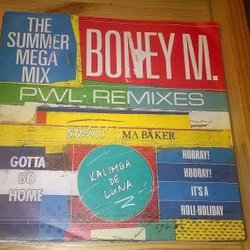 THE
SUMMER
MEGA
MIX
BONEY M.
PWL · REMIXES
MA BAKER
GOTTA
GO
HOME
KALIMBA
DE
LUNA
HOORAY!
HOORAY!
IT'S A
HOLI-HOLIDAY